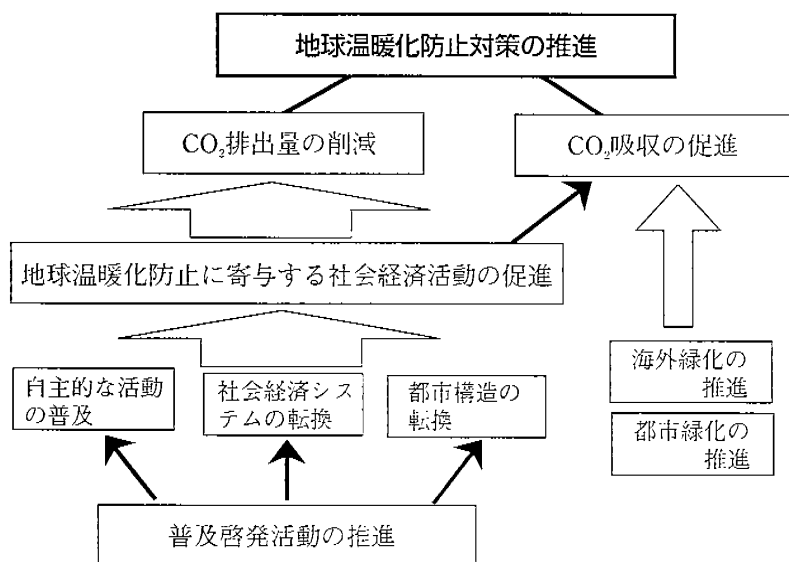 地球温暖化防止対策の推進
CO₂排出量の削減
CO₂吸収の促進
地球温暖化防止に寄与する社会経済活動の促進
自主的な活動
の普及
社会経済シス
テムの転換
都市構造の
転換
海外緑化の
推進
都市緑化の
推進
普及啓発活動の推進